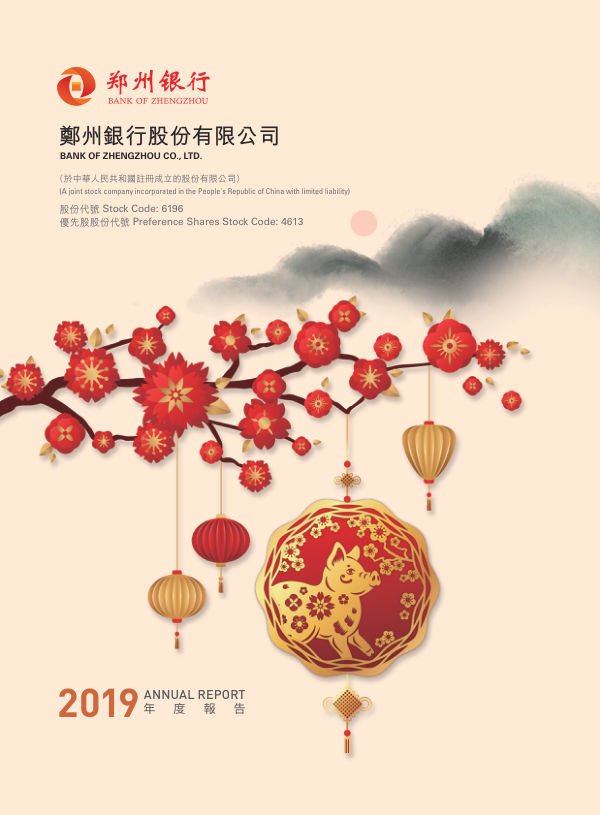 郑州银行
BANK OF ZHENGZHOU
鄭州銀行股份有限公司
BANK OF ZHENGZHOU CO., LTD.
(於中華人民共和國註冊成立的股份有限公司)
(A joint stock company incorporated in the People's Republic of China with limited liability)
股份代號 Stock Code: 6196
優先股股份代號 Preference Shares Stock Code: 4613
2019 ANNUAL REPORT
年度報告